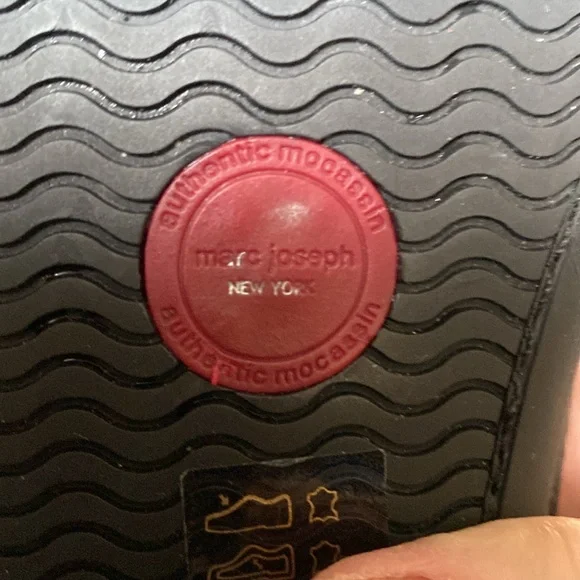 authentic mocassin
marc joseph
NEW YORK
authentic mocassin